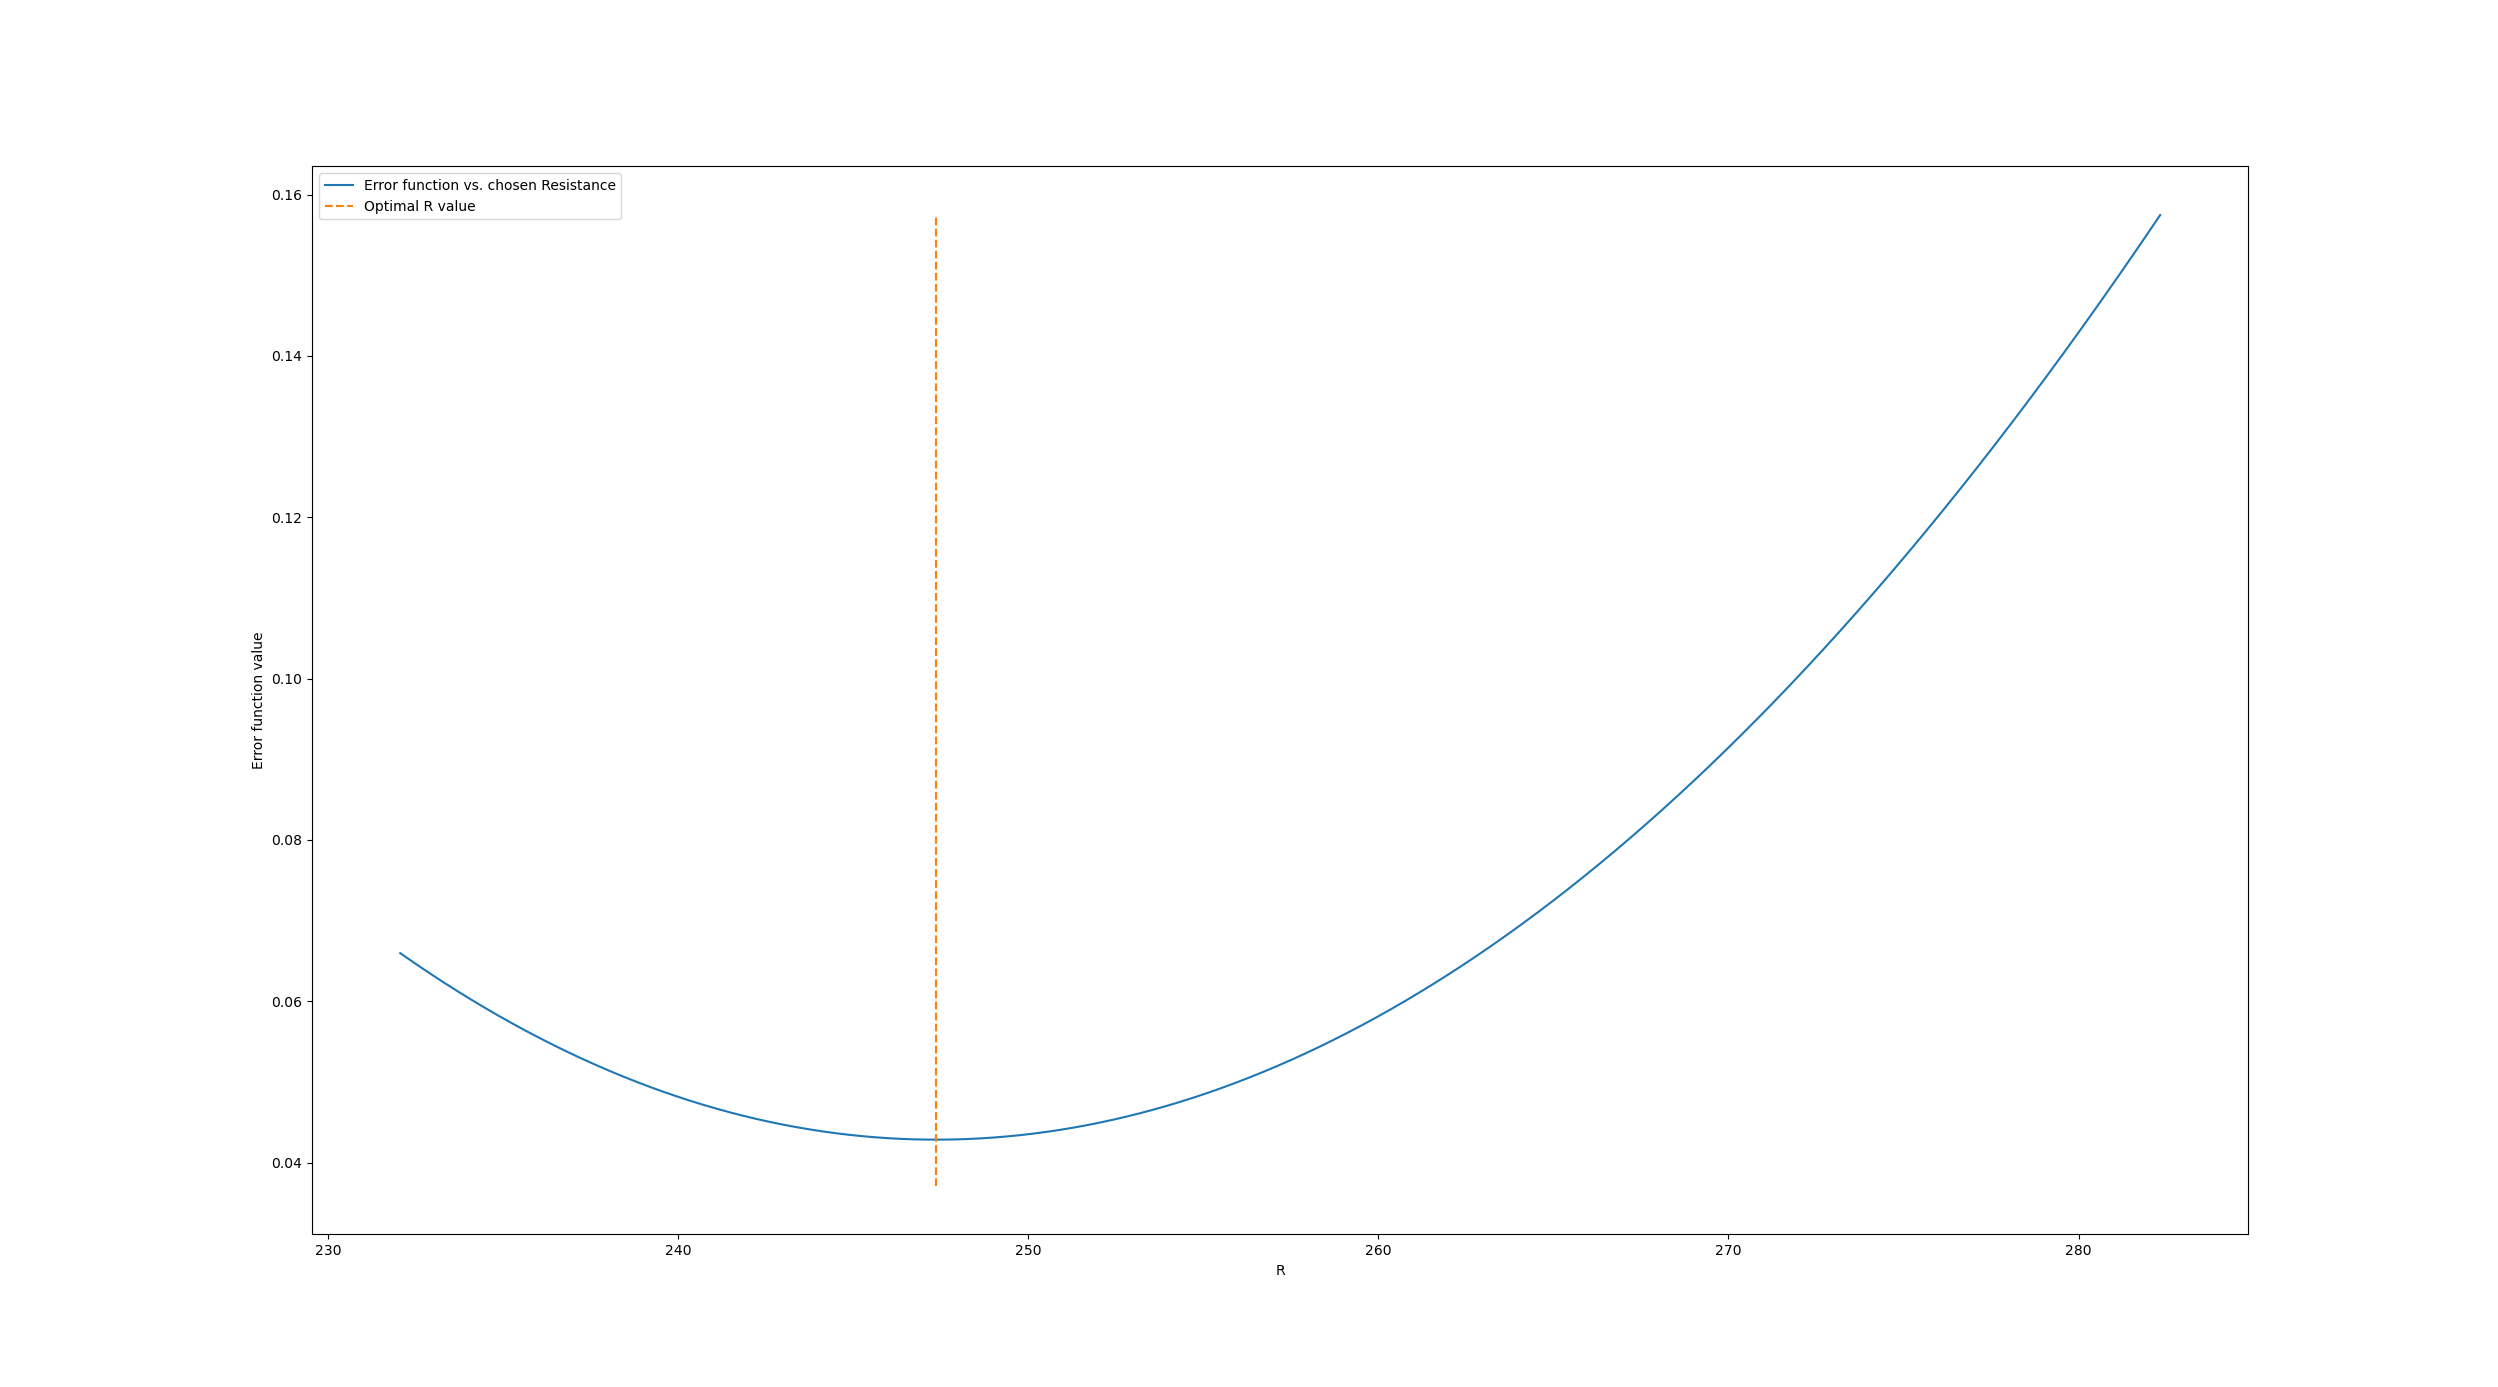 Error function vs. chosen Resistance
Optimal R value
0.16
0.14
0.12
0.10
0.08
0.06
0.04
Error function value
230 240 250 260 270 280
R